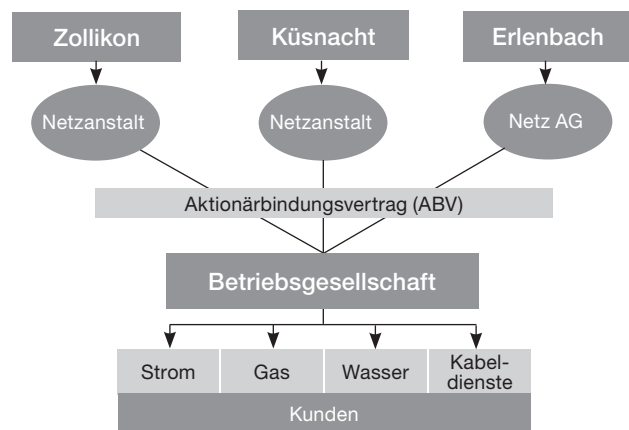 Zollikon
Küsnacht
Erlenbach
Netzanstalt
Netzanstalt
Netz AG
Aktionärbindungsvertrag (ABV)
Betriebsgesellschaft
Strom
Gas
Wasser
Kabel-
dienste
Kunden